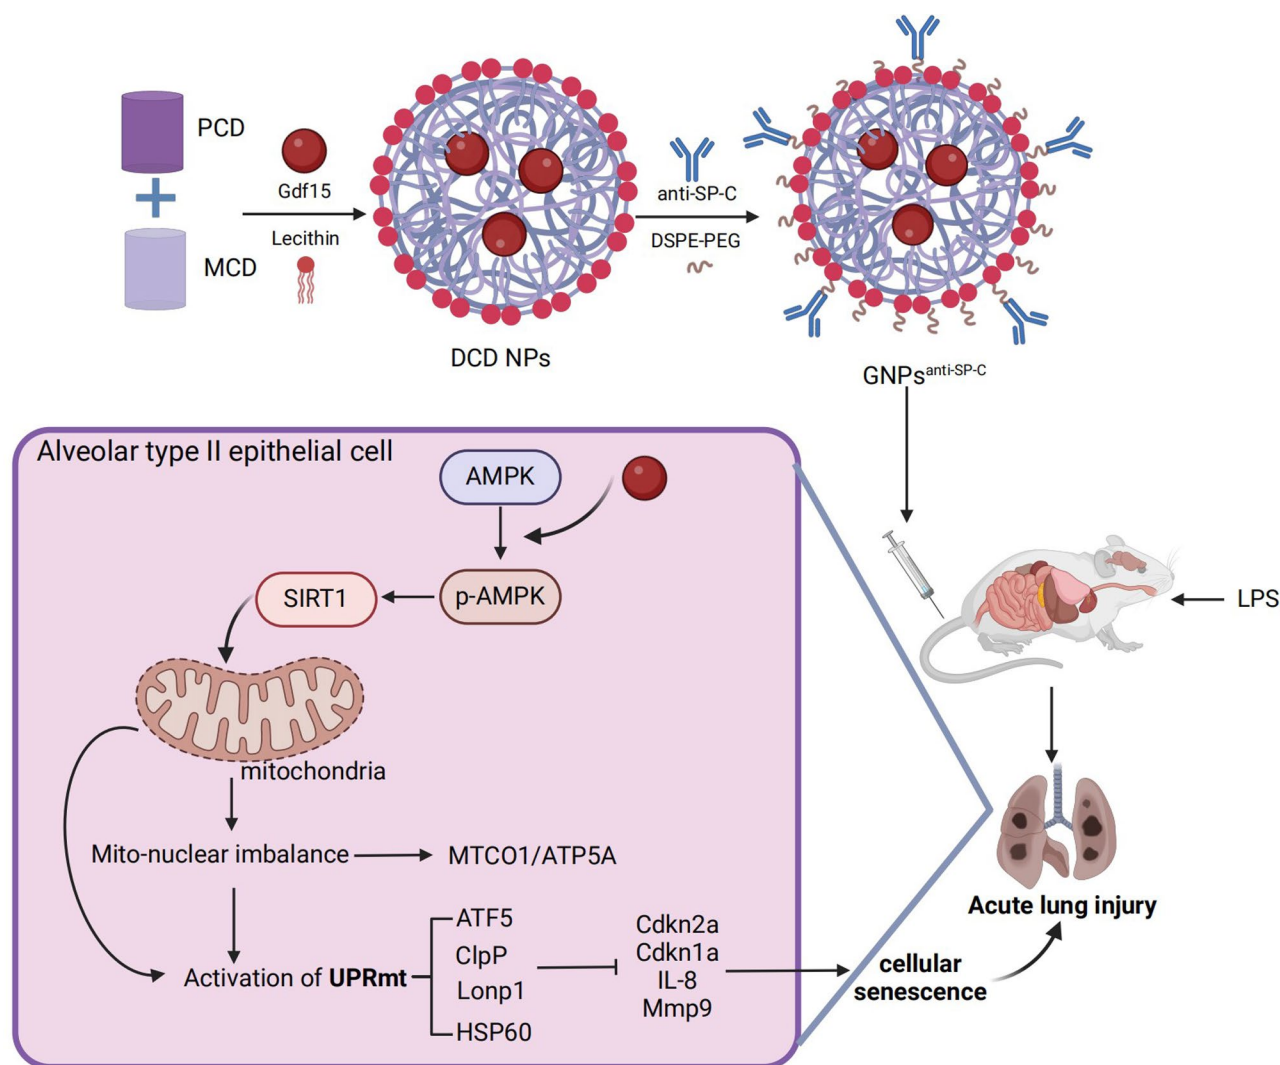 PCD
MCD
Gdf15
Lecithin
DCD NPs
anti-SP-C
DSPE-PEG
GNPsanti-SP-C
Alveolar type II epithelial cell
AMPK
p-AMPK
SIRT1
mitochondria
Mito-nuclear imbalance
MTCO1/ATP5A
Activation of UPRmt
ATF5
ClpP
Lonp1
HSP60
Cdkn2a
Cdkn1a
IL-8
Mmp9
cellular
senescence
LPS
Acute lung injury